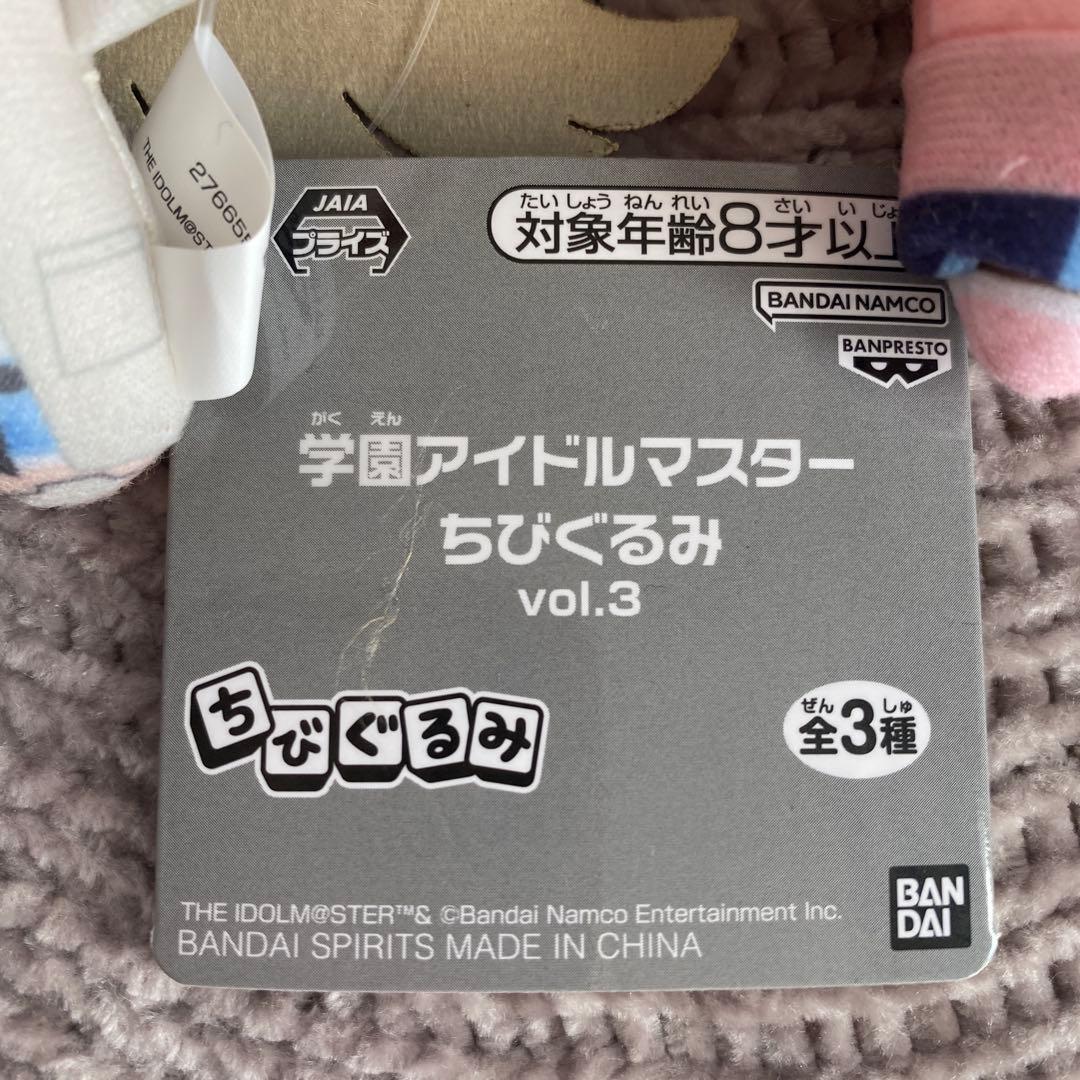 THE IDOLM@STER
276655
JAIA
プライズ
たいしょうねんれい さいいじょ
対象年齢8才以上
BANDAI NAMCO
BANPRESTO
がくえん
学園アイドルマスター
ちびぐるみ
vol.3
ちびぐるみ
ぜん しゅ
全3種
THE IDOLM@STER™& ©Bandai Namco Entertainment Inc.
BANDAI SPIRITS MADE IN CHINA
BAN
DAI